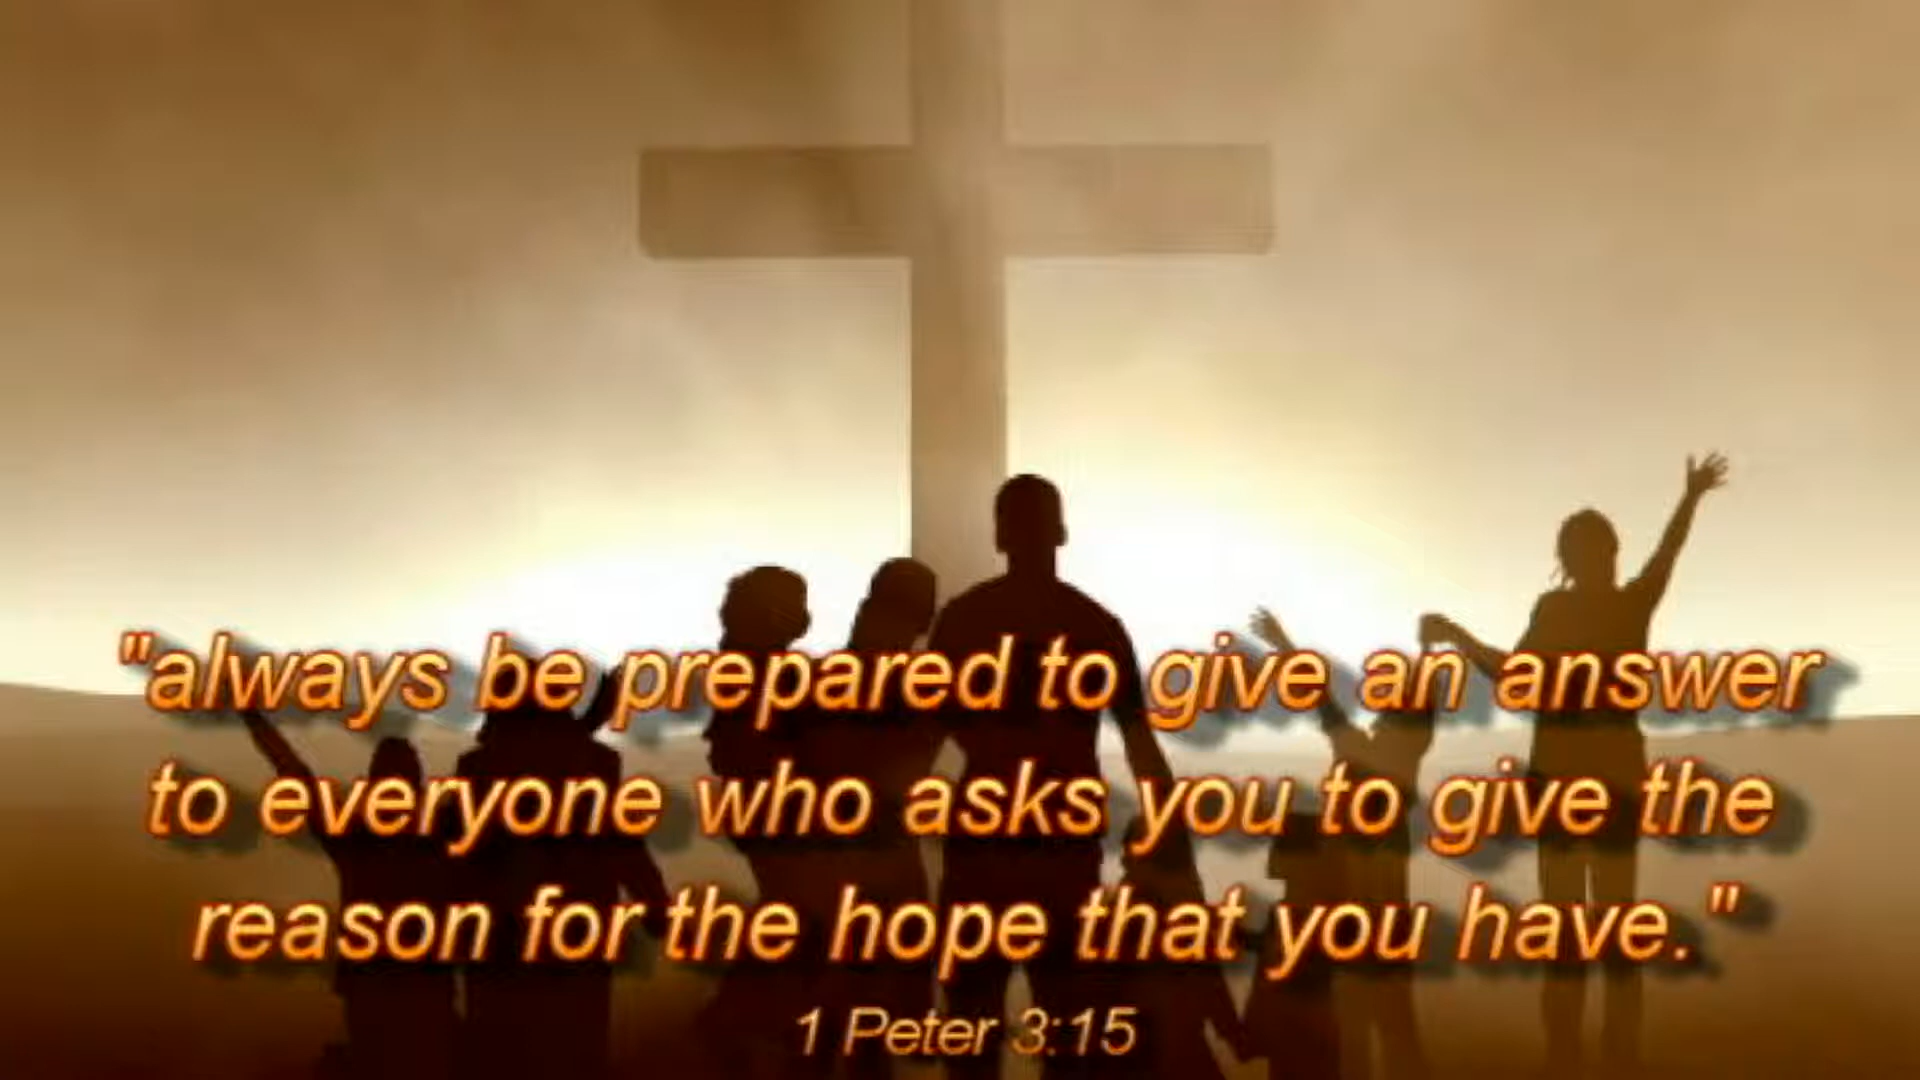 "always be prepared to give an answer
to everyone who asks you to give the
reason for the hope that you have."
1 Peter 3:15